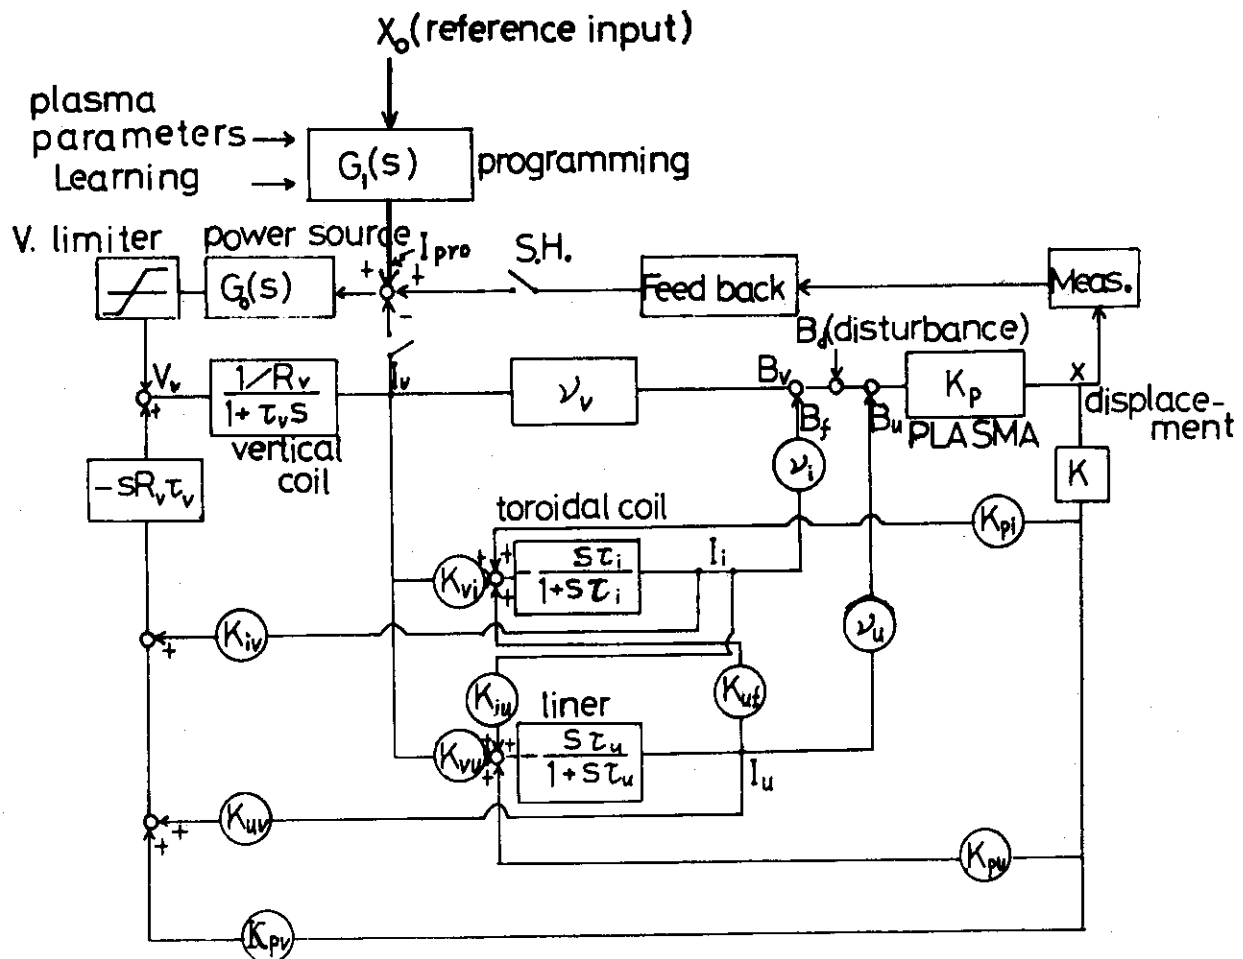 X₀(reference input)
plasma
parameters
Learning
G₁(s)
programming
V. limiter
power source
I pro
S.H.
+
+
-
G₀(s)
Feed back
Meas.
B_d(disturbance)
V_v
+
1/R_v
1+τ_v s
I_v
ν_v
B_v
K_p
x
displace-
ment
vertical
coil
B_f
B_u
PLASMA
-sR_vτ_v
ν_i
K
toroidal coil
K_pi
+
+
+
K_vi
- sτ_i
1+sτ_i
I_i
K_iv
+
ν_u
K_iu
K_uf
liner
+
+
+
K_vu
- sτ_u
1+sτ_u
I_u
K_uv
+
+
K_pu
K_pv